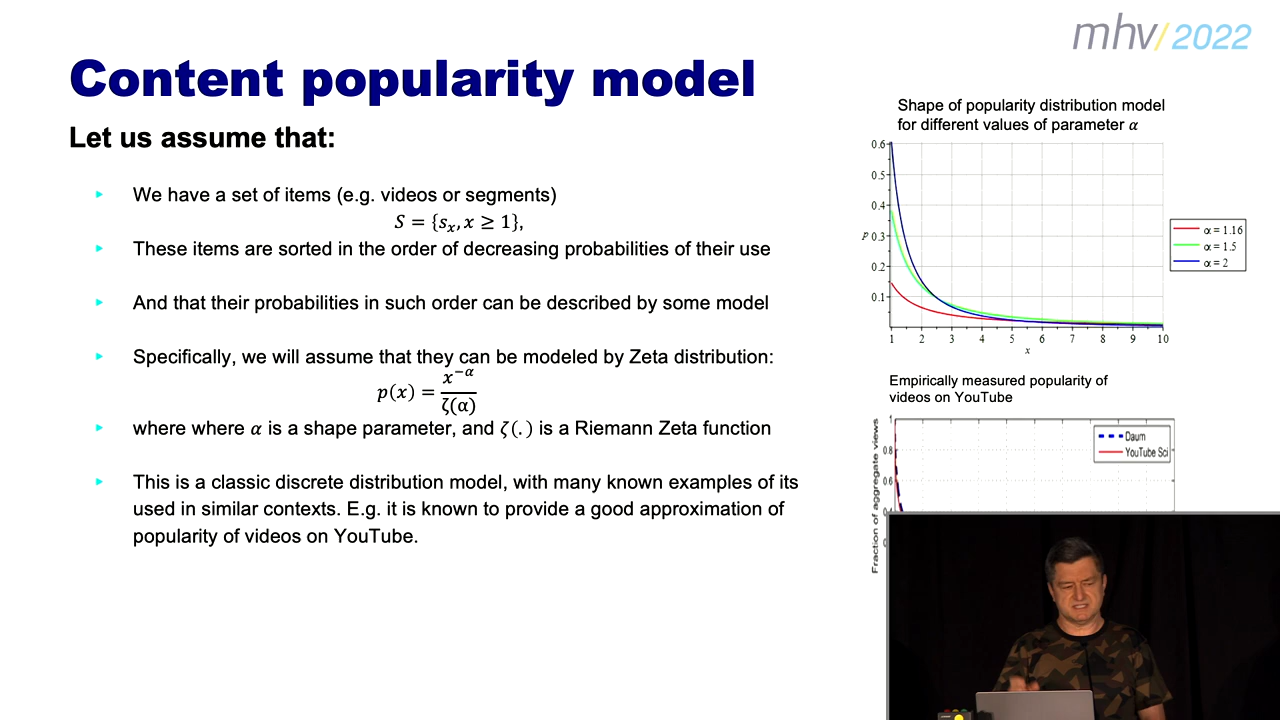 mhv/2022
Content popularity model
Let us assume that:
We have a set of items (e.g. videos or segments)
S = {sₓ, x ≥ 1},
These items are sorted in the order of decreasing probabilities of their use
And that their probabilities in such order can be described by some model
Specifically, we will assume that they can be modeled by Zeta distribution:
p(x) = x^−α / ζ(α)
where where α is a shape parameter, and ζ(.) is a Riemann Zeta function
This is a classic discrete distribution model, with many known examples of its
used in similar contexts. E.g. it is known to provide a good approximation of
popularity of videos on YouTube.
Shape of popularity distribution model
for different values of parameter α
0.6
0.5
0.4
p 0.3
0.2
0.1
1 2 3 4 5 6 7 8 9 10
x
α = 1.16
α = 1.5
α = 2
Empirically measured popularity of
videos on YouTube
Fraction of aggregate views
1
0.8
0.6
Daum
YouTube Sci